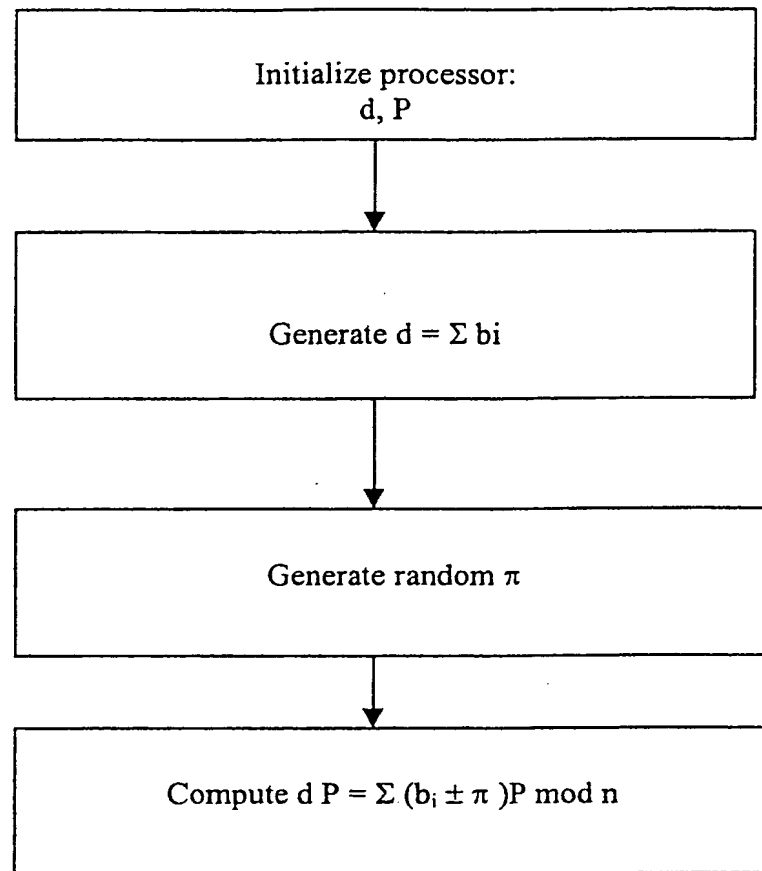 Initialize processor:
d, P
Generate d = Σ bi
Generate random π
Compute d P = Σ (bᵢ ± π )P mod n